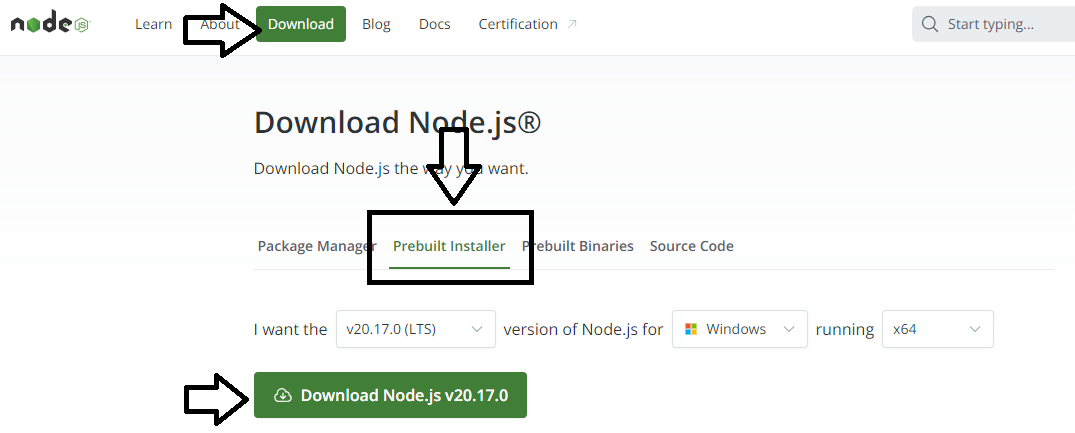 node JS
Learn About Download Blog Docs Certification Start typing...
Download Node.js®
Download Node.js the way you want.
Package Manager Prebuilt Installer Prebuilt Binaries Source Code
I want the v20.17.0 (LTS) version of Node.js for Windows running x64
Download Node.js v20.17.0